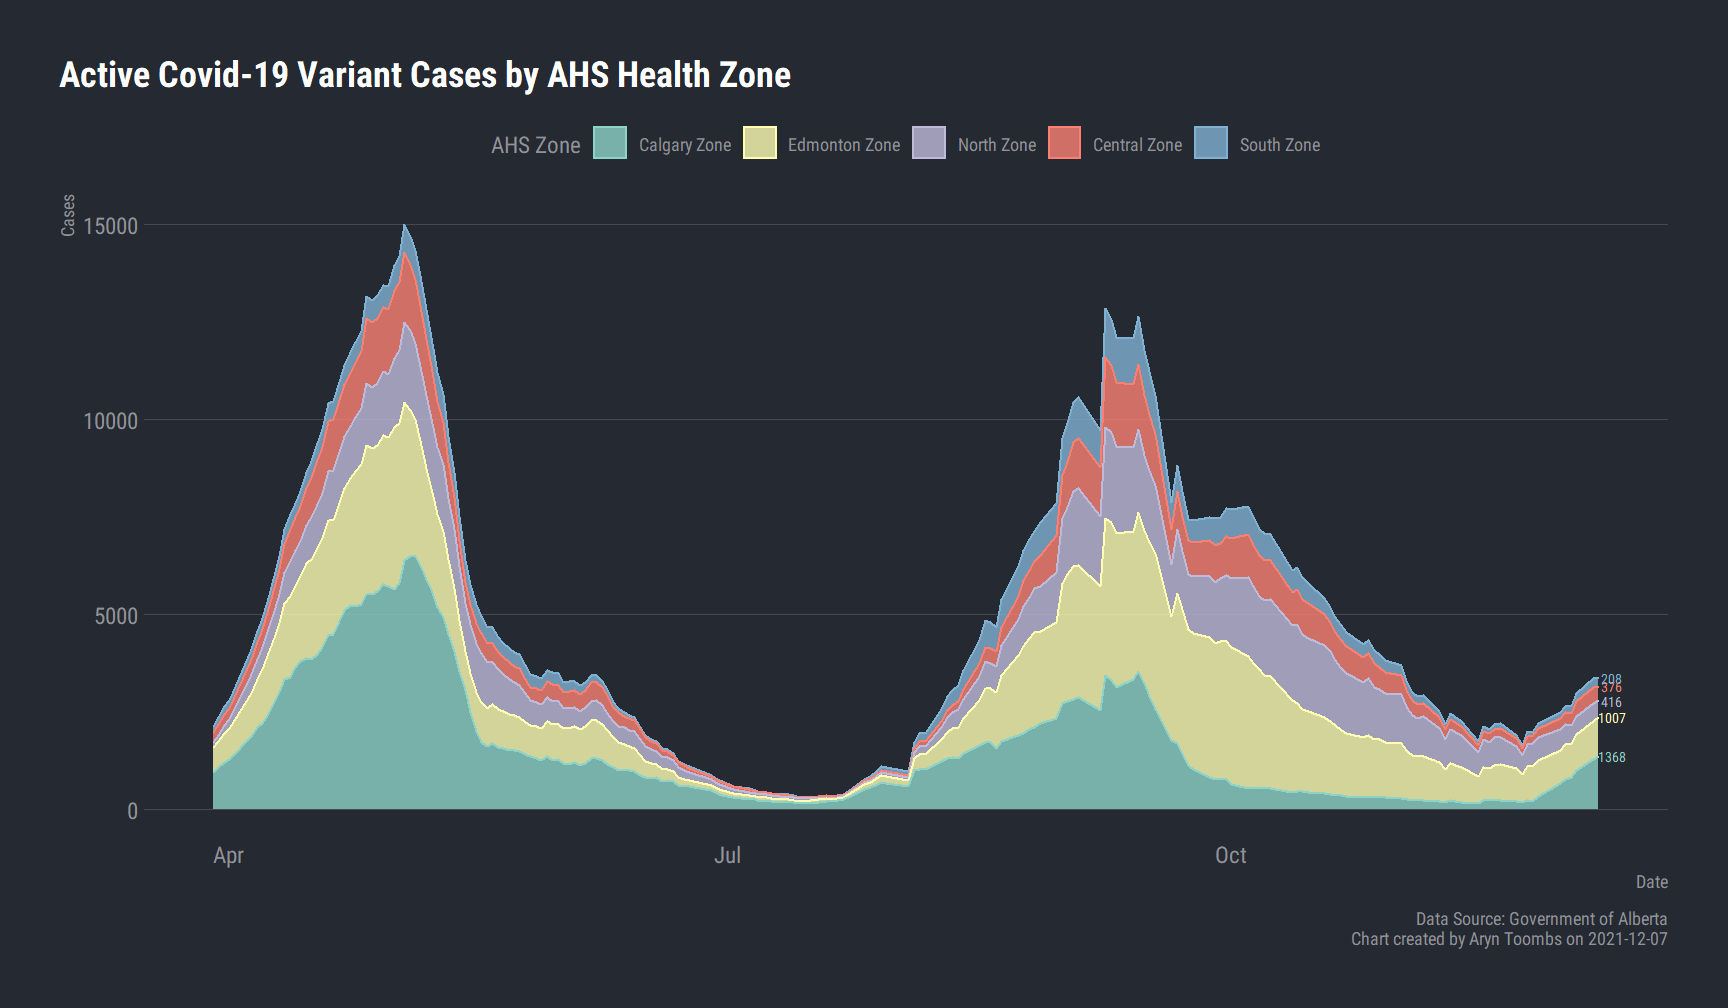 Active Covid-19 Variant Cases by AHS Health Zone
AHS Zone Calgary Zone Edmonton Zone North Zone Central Zone South Zone
Cases
15000
10000
5000
0
208
376
416
1007
1368
Apr Jul Oct
Date
Data Source: Government of Alberta
Chart created by Aryn Toombs on 2021-12-07